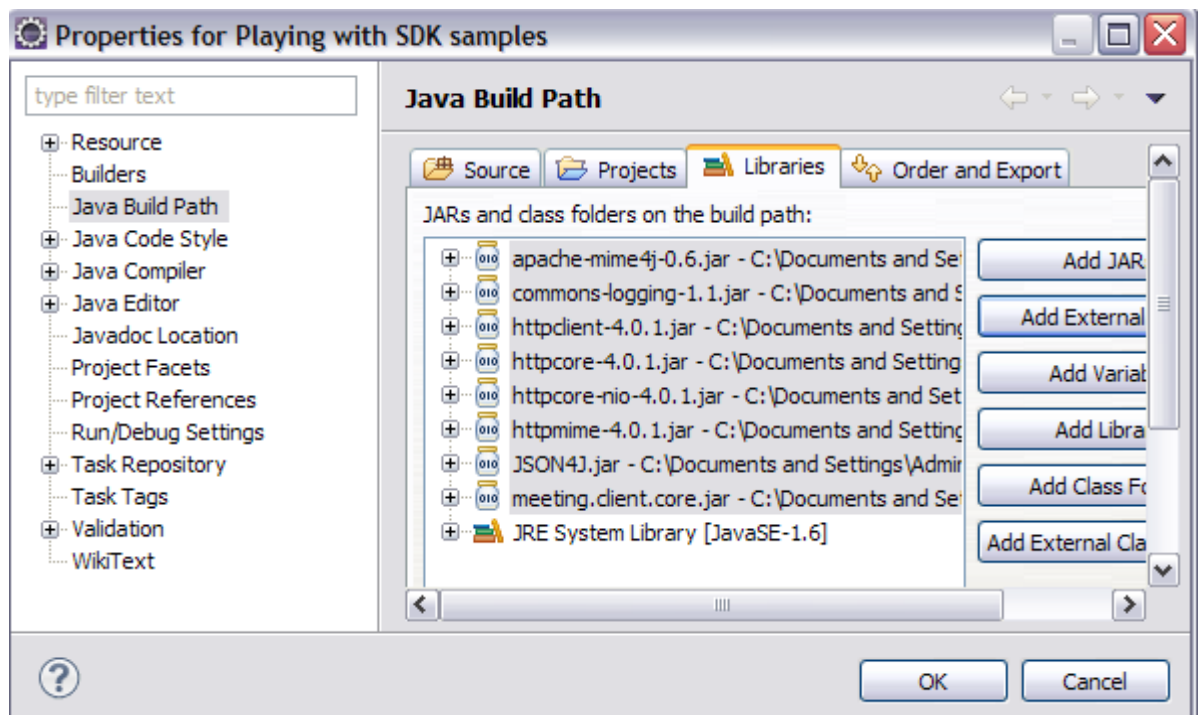 Properties for Playing with SDK samples
type filter text
Resource
Builders
Java Build Path
Java Code Style
Java Compiler
Java Editor
Javadoc Location
Project Facets
Project References
Run/Debug Settings
Task Repository
Task Tags
Validation
WikiText
Java Build Path
Source Projects Libraries Order and Export
JARs and class folders on the build path:
apache-mime4j-0.6.jar - C:\Documents and Se
commons-logging-1.1.jar - C:\Documents and S
httpclient-4.0.1.jar - C:\Documents and Setting
httpcore-4.0.1.jar - C:\Documents and Setting
httpcore-nio-4.0.1.jar - C:\Documents and Set
httpmime-4.0.1.jar - C:\Documents and Setting
JSON4J.jar - C:\Documents and Settings\Admir
meeting.client.core.jar - C:\Documents and Se
JRE System Library [JavaSE-1.6]
Add JAR
Add External
Add Variab
Add Libra
Add Class Fo
Add External Cla
OK Cancel